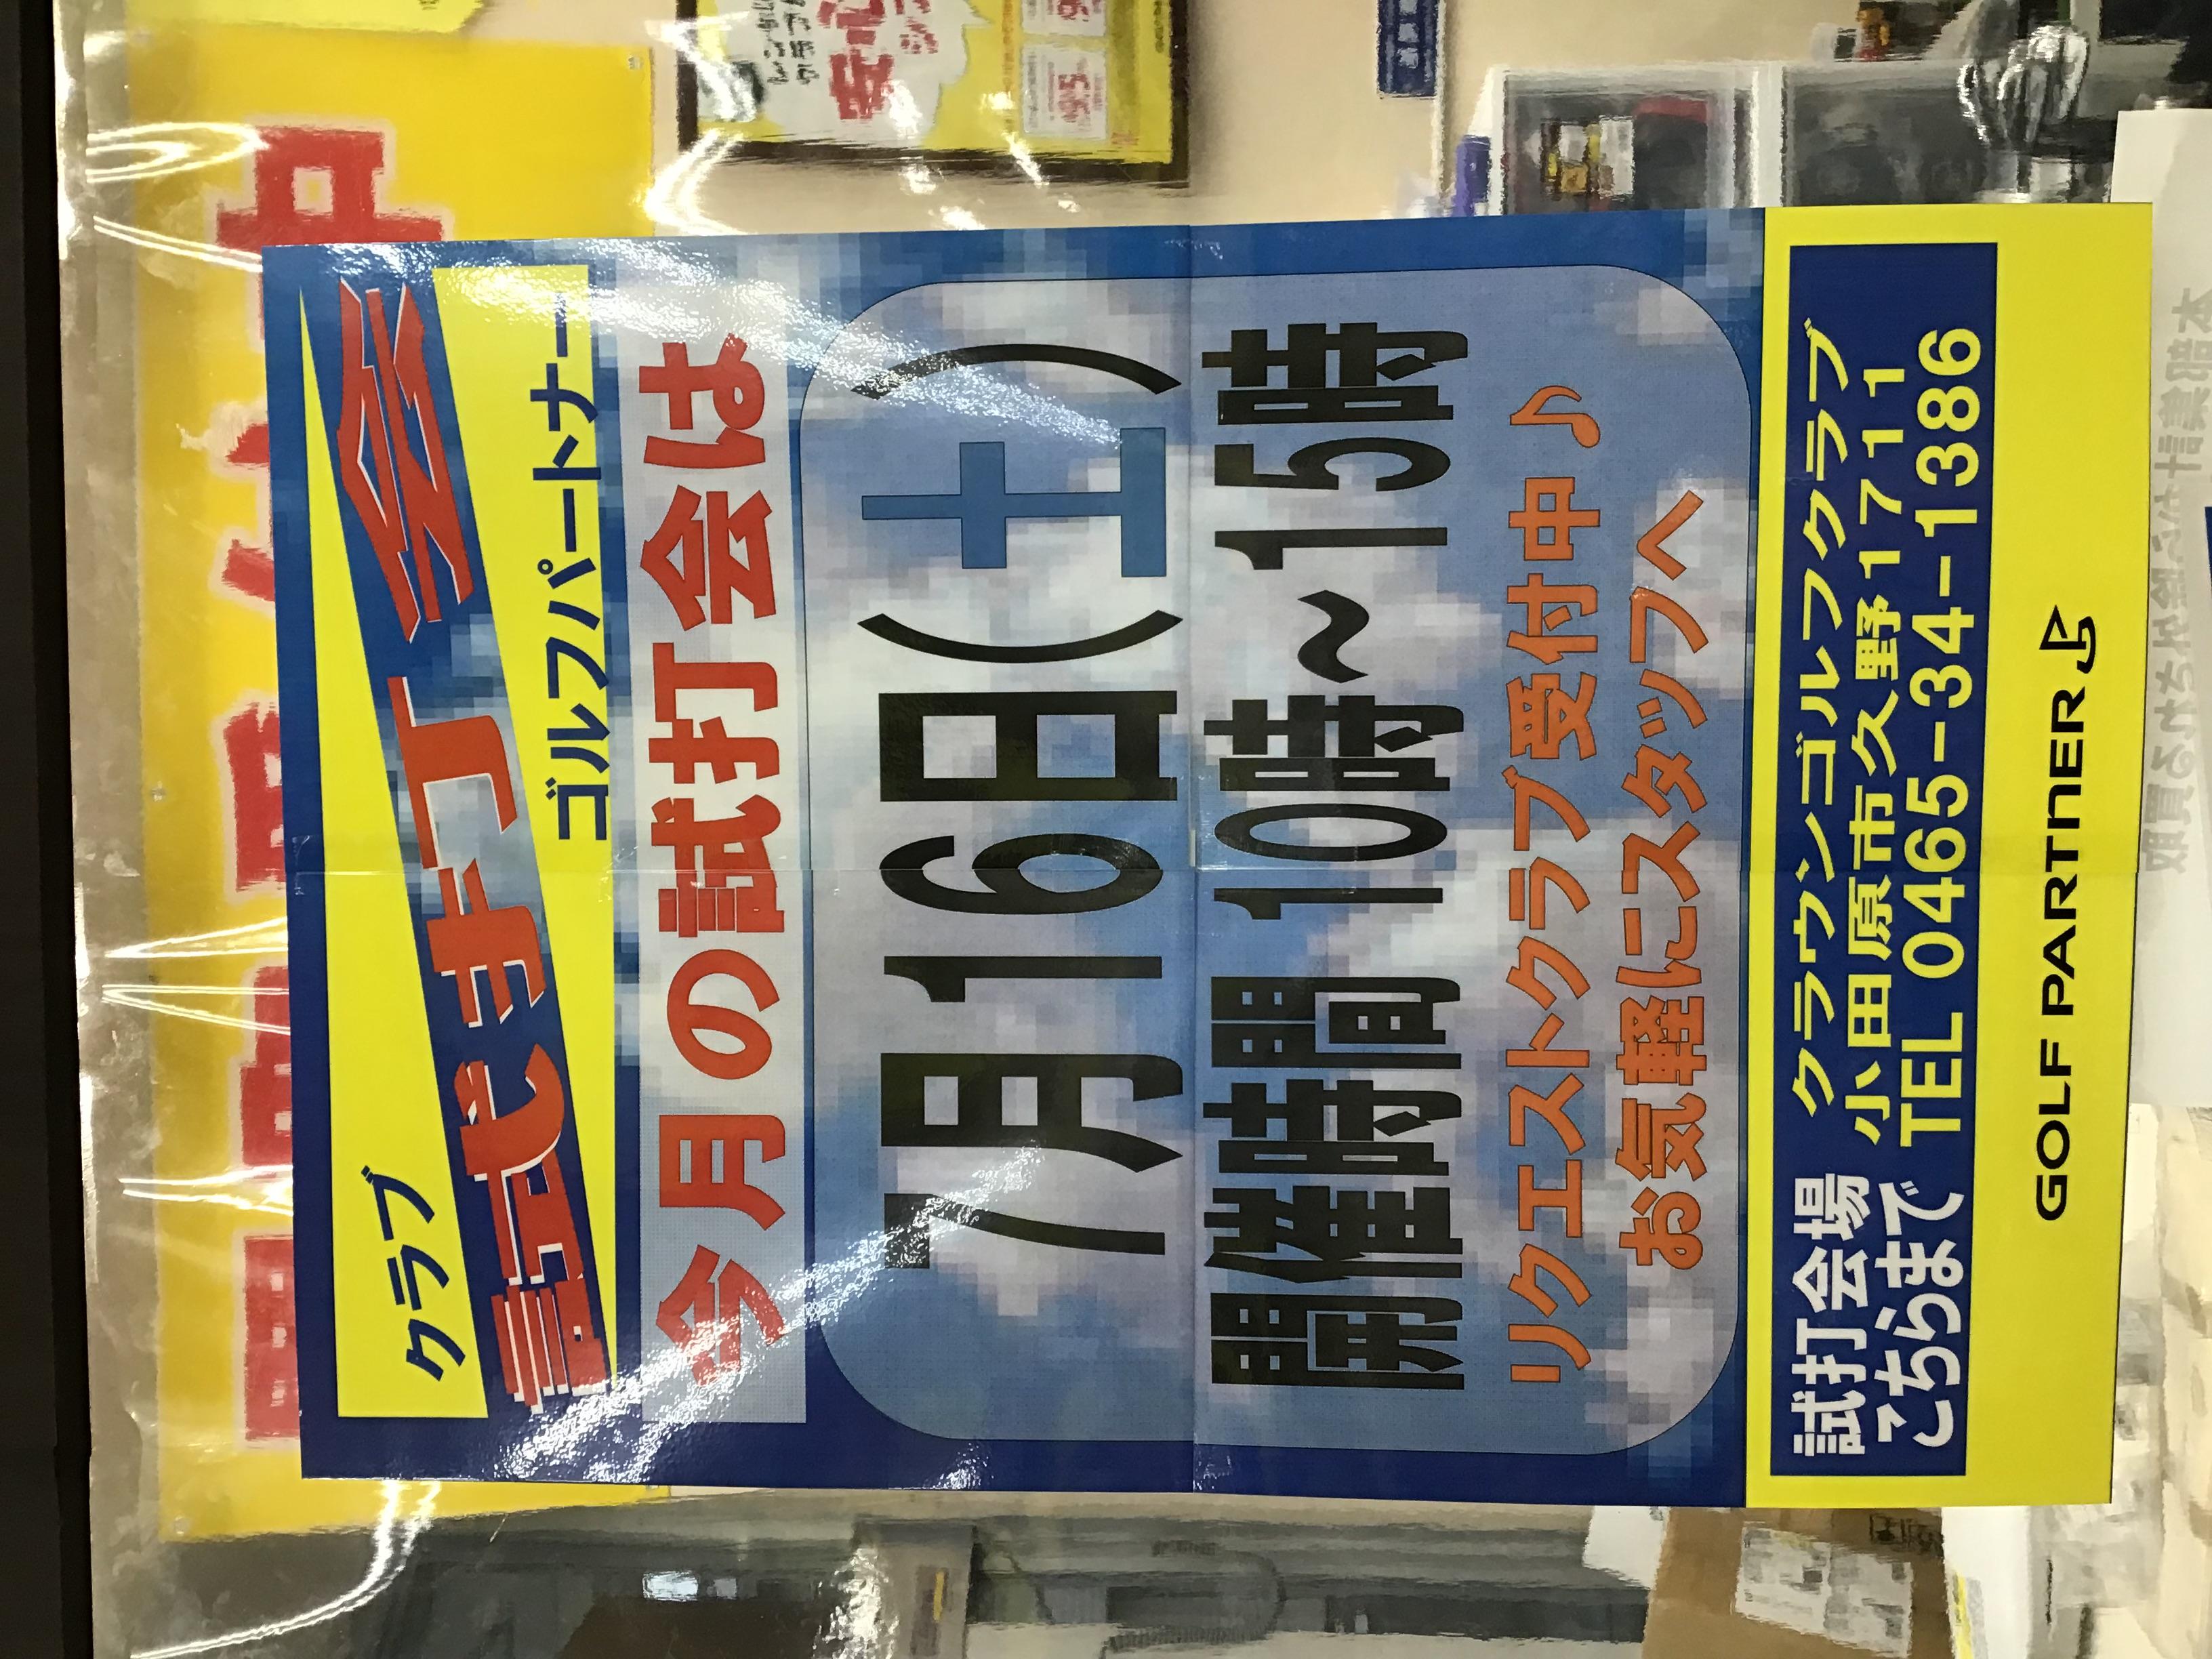 クラブ
試打会
ゴルフパートナー
今月の試打会は
7月16日(土)
開催時間 10時~15時
リクエストクラブ受付中♪
お気軽にスタッフへ
試打会場
こちらまで
クラウンゴルフクラブ
小田原市久野1711
TEL 0465-34-1386
GOLF PARTNER